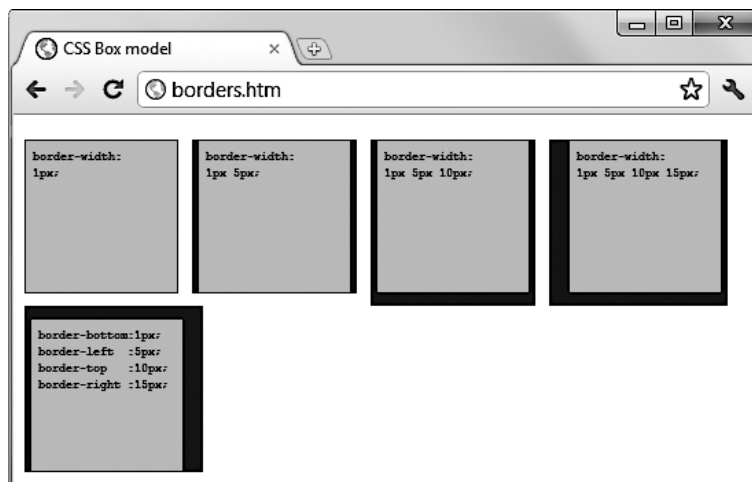 CSS Box model
borders.htm
border-width:
1px;
border-width:
1px 5px;
border-width:
1px 5px 10px;
border-width:
1px 5px 10px 15px;
border-bottom:1px;
border-left :5px;
border-top :10px;
border-right :15px;